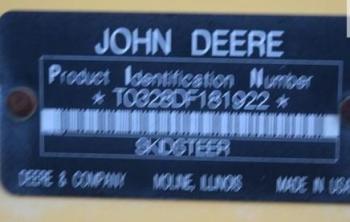 JOHN DEERE
Product Identification Number
* T0328DF181922 *
SKIDSTEER
DEERE & COMPANY MOLINE, ILLINOIS MADE IN USA